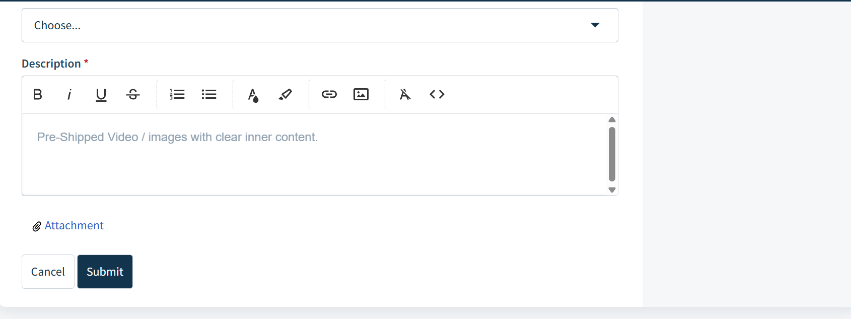 Choose...
Description *
B i U S A A <>
Pre-Shipped Video / images with clear inner content.
Attachment
Cancel Submit